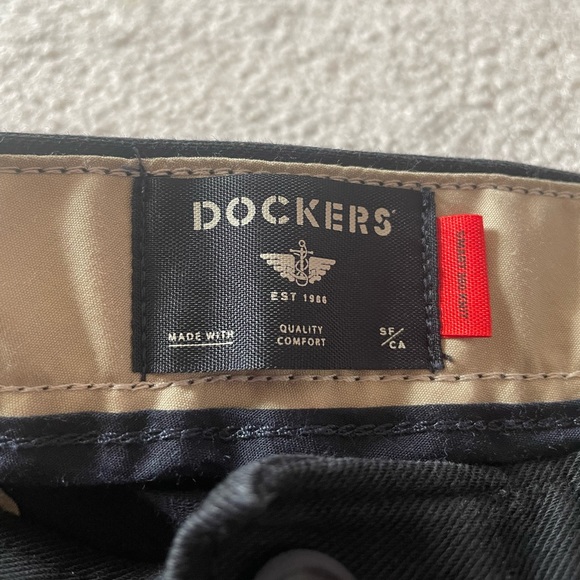 DOCKERS
EST 1986
MADE WITH
QUALITY
COMFORT
SF/
CA